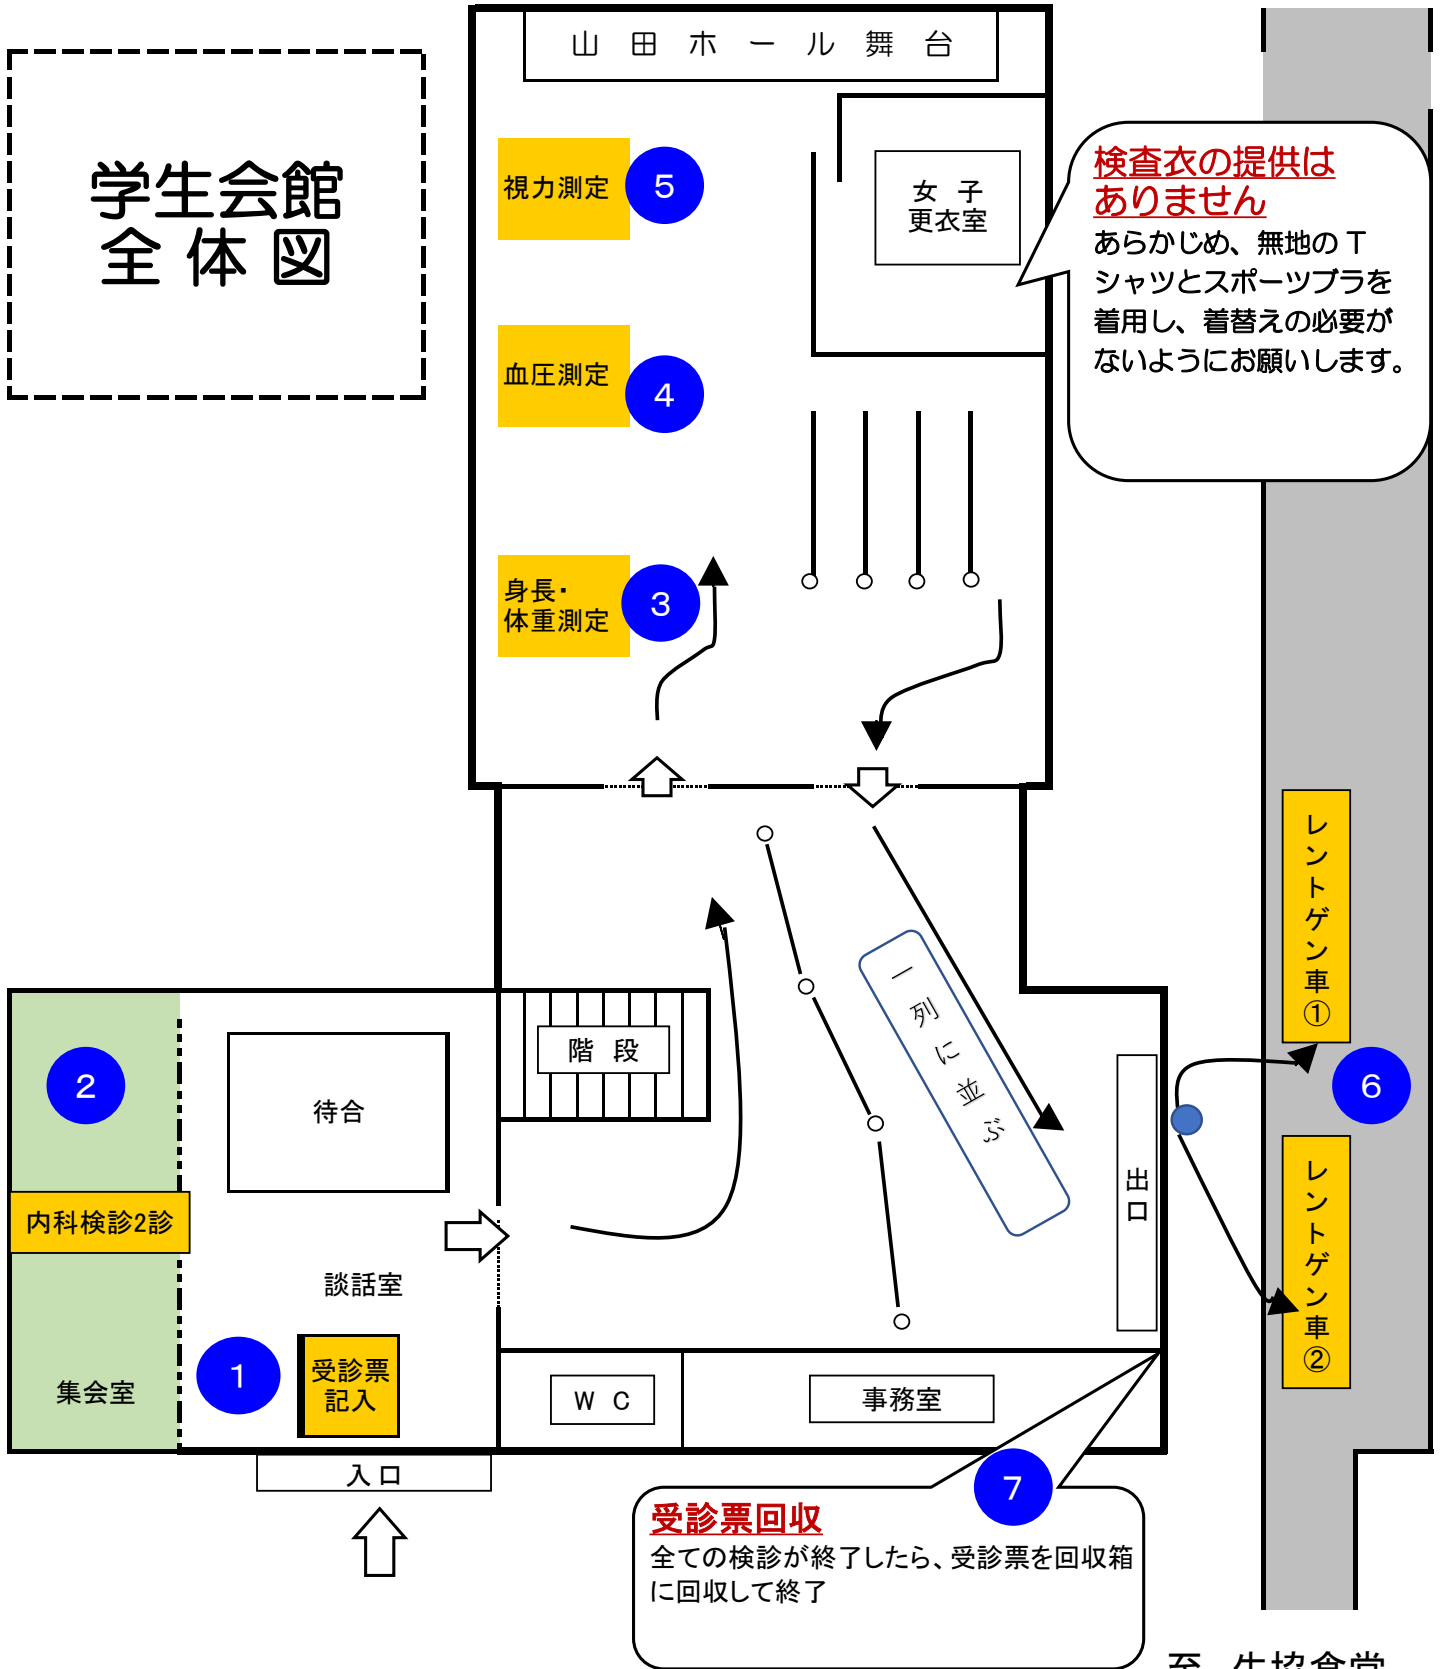 山田ホール舞台
学生会館
全体図
視力測定
5
女子
更衣室
検査衣の提供は
ありません
あらかじめ、無地のT
シャツとスポーツブラを
着用し、着替えの必要が
ないようにお願いします。
血圧測定
4
身長・
体重測定
3
レントゲン車①
一列に並ぶ
階段
2
待合
6
出口
内科検診2診
レントゲン車②
談話室
1
受診票
記入
集会室
WC
事務室
入口
7
受診票回収
全ての検診が終了したら、受診票を回収箱
に回収して終了
至 生協食堂